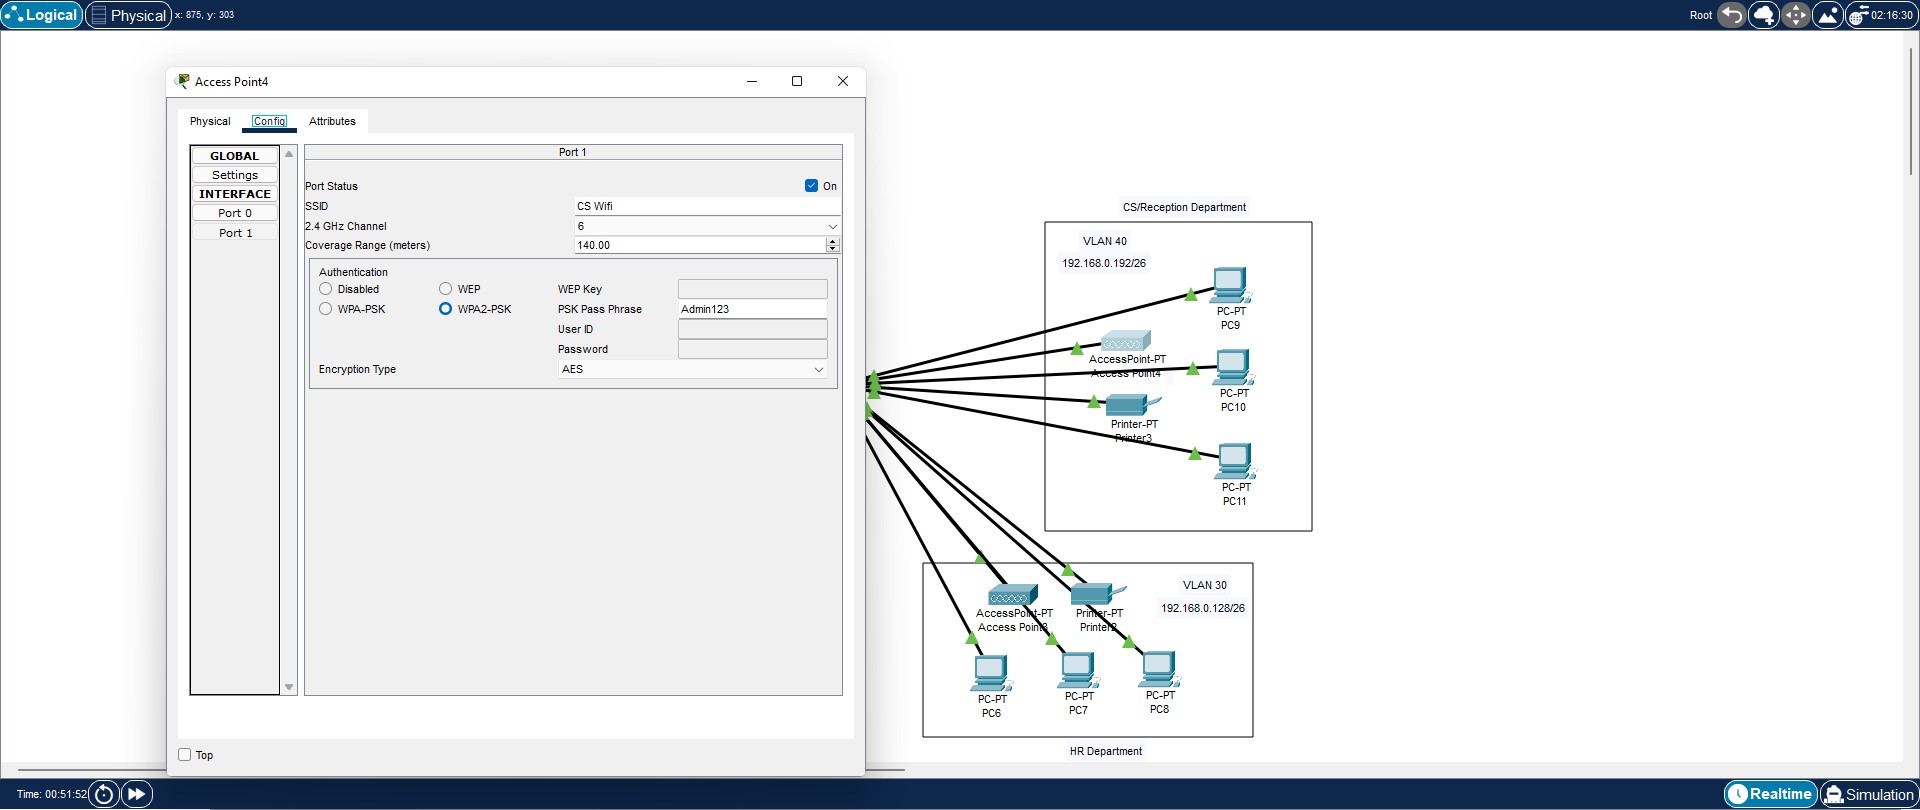 Logical
Physical
x: 875, y: 303
Root
02:16:30
Access Point4
Physical
Config
Attributes
GLOBAL
Settings
INTERFACE
Port 0
Port 1
Port 1
Port Status
On
SSID
CS Wifi
2.4 GHz Channel
6
Coverage Range (meters)
140.00
Authentication
Disabled
WEP
WEP Key
WPA-PSK
WPA2-PSK
PSK Pass Phrase
Admin123
User ID
Password
Encryption Type
AES
Top
CS/Reception Department
VLAN 40
192.168.0.192/26
PC-PT
PC9
AccessPoint-PT
Access Point4
PC-PT
PC10
Printer-PT
Printer3
PC-PT
PC11
VLAN 30
192.168.0.128/26
AccessPoint-PT
Access Point3
Printer-PT
Printer2
PC-PT
PC6
PC-PT
PC7
PC-PT
PC8
HR Department
Time: 00:51:52
Realtime
Simulation